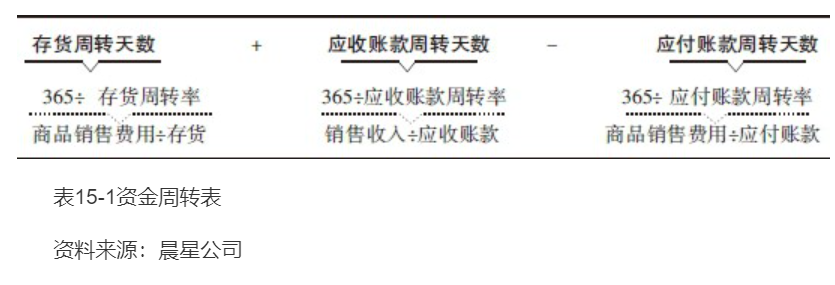 存货周转天数 + 应收账款周转天数 − 应付账款周转天数
365÷ 存货周转率 365÷应收账款周转率 365÷ 应付账款周转率
商品销售费用÷存货 销售收入÷应收账款 商品销售费用÷应付账款
表15-1资金周转表
资料来源：晨星公司